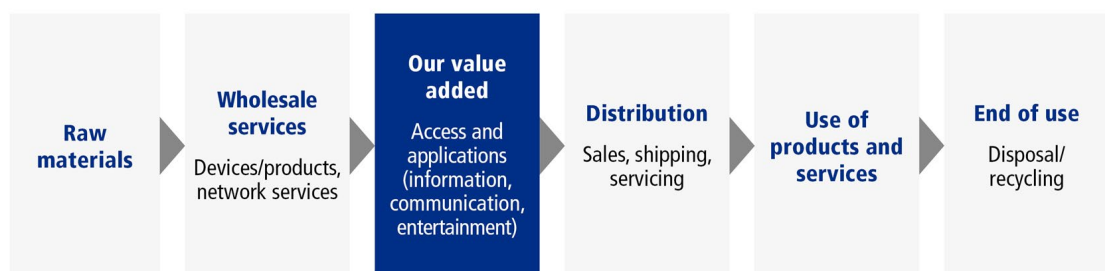 Raw
materials
Wholesale
services
Devices/products,
network services
Our value
added
Access and
applications
(information,
communication,
entertainment)
Distribution
Sales, shipping,
servicing
Use of
products and
services
End of use
Disposal/
recycling